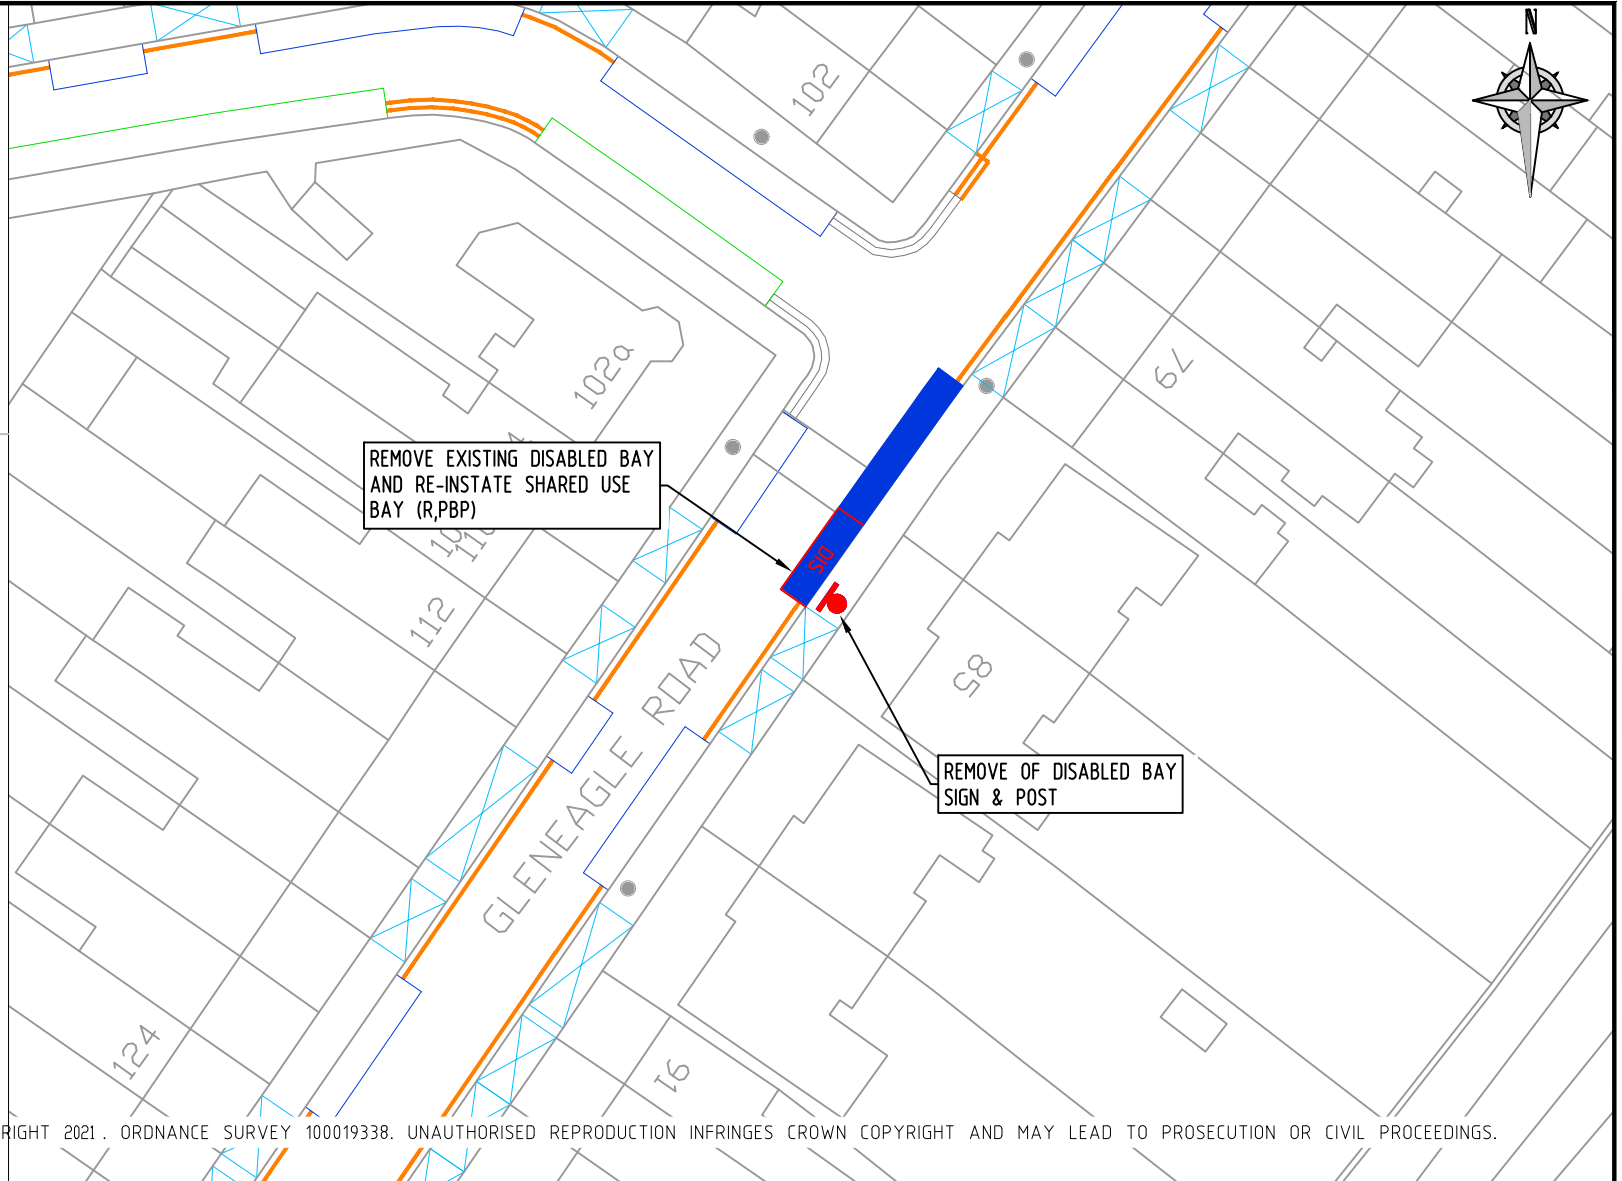 N
102
102a
79
REMOVE EXISTING DISABLED BAY
AND RE-INSTATE SHARED USE
BAY (R,PBP)
DIS
112
GLENEAGLE ROAD
85
REMOVE OF DISABLED BAY
SIGN & POST
124
91
RIGHT 2021. ORDNANCE SURVEY 100019338. UNAUTHORISED REPRODUCTION INFRINGES CROWN COPYRIGHT AND MAY LEAD TO PROSECUTION OR CIVIL PROCEEDINGS.